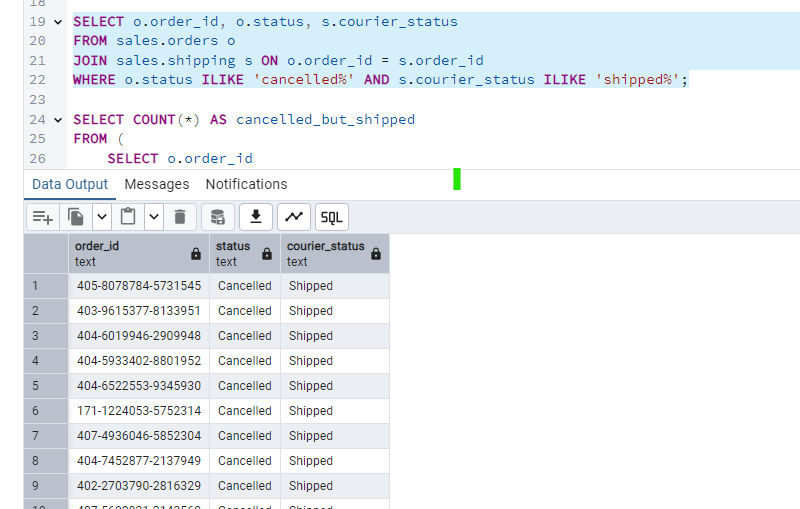 18
19 SELECT o.order_id, o.status, s.courier_status
20 FROM sales.orders o
21 JOIN sales.shipping s ON o.order_id = s.order_id
22 WHERE o.status ILIKE 'cancelled%' AND s.courier_status ILIKE 'shipped%';
23
24 SELECT COUNT(*) AS cancelled_but_shipped
25 FROM (
26 SELECT o.order_id
Data Output Messages Notifications
SQL
order_id status courier_status
text text text
1 405-8078784-5731545 Cancelled Shipped
2 403-9615377-8133951 Cancelled Shipped
3 404-6019946-2909948 Cancelled Shipped
4 404-5933402-8801952 Cancelled Shipped
5 404-6522553-9345930 Cancelled Shipped
6 171-1224053-5752314 Cancelled Shipped
7 407-4936046-5852304 Cancelled Shipped
8 404-7452877-2137949 Cancelled Shipped
9 402-2703790-2816329 Cancelled Shipped
10 Cancelled Shipped